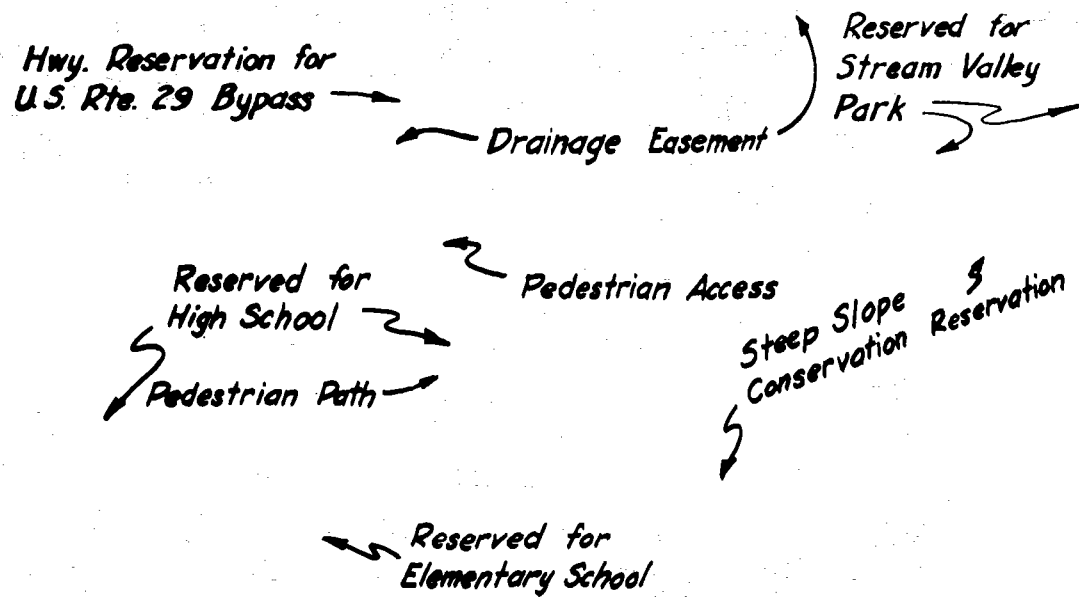 Hwy. Reservation for
U.S. Rte. 29 Bypass
Drainage Easement
Reserved for
Stream Valley
Park
Reserved for
High School
Pedestrian Access
Steep Slope &
Conservation Reservation
Pedestrian Path
Reserved for
Elementary School